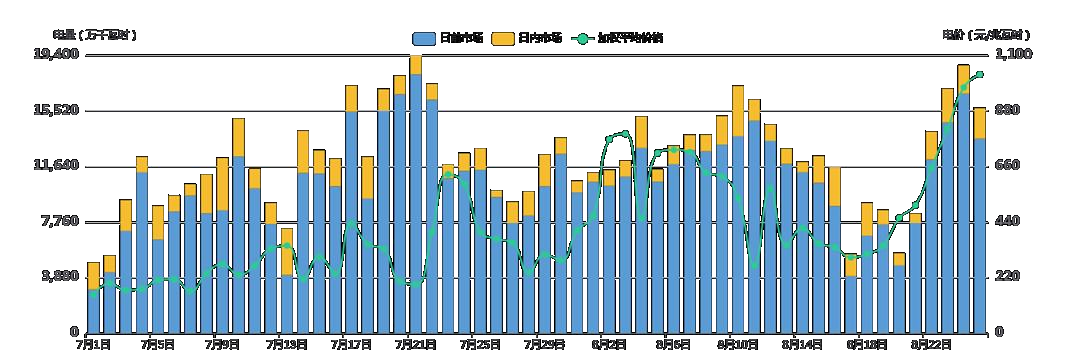 电量（万千瓦时）
日前市场 日内市场 加权平均价格
电价（元/兆瓦时）
19,400 1,100
15,520 880
11,640 660
7,760 440
3,880 220
0 0
7月1日 7月5日 7月9日 7月13日 7月17日 7月21日 7月25日 7月29日 8月2日 8月6日 8月10日 8月14日 8月18日 8月22日